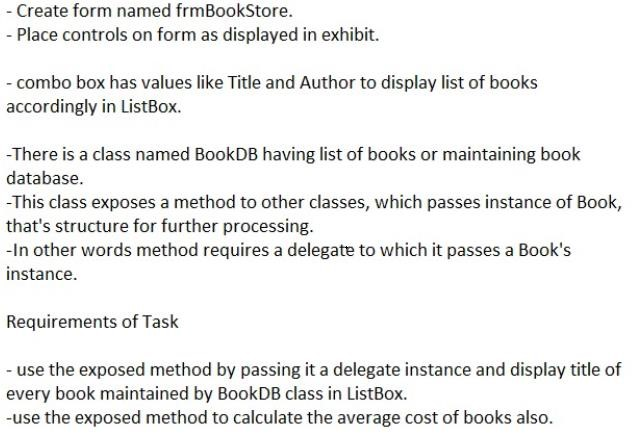 - Create form named frmBookStore.
- Place controls on form as displayed in exhibit.
- combo box has values like Title and Author to display list of books
accordingly in ListBox.
-There is a class named BookDB having list of books or maintaining book
database.
-This class exposes a method to other classes, which passes instance of Book,
that's structure for further processing.
-In other words method requires a delegate to which it passes a Book's
instance.
Requirements of Task
- use the exposed method by passing it a delegate instance and display title of
every book maintained by BookDB class in ListBox.
-use the exposed method to calculate the average cost of books also.